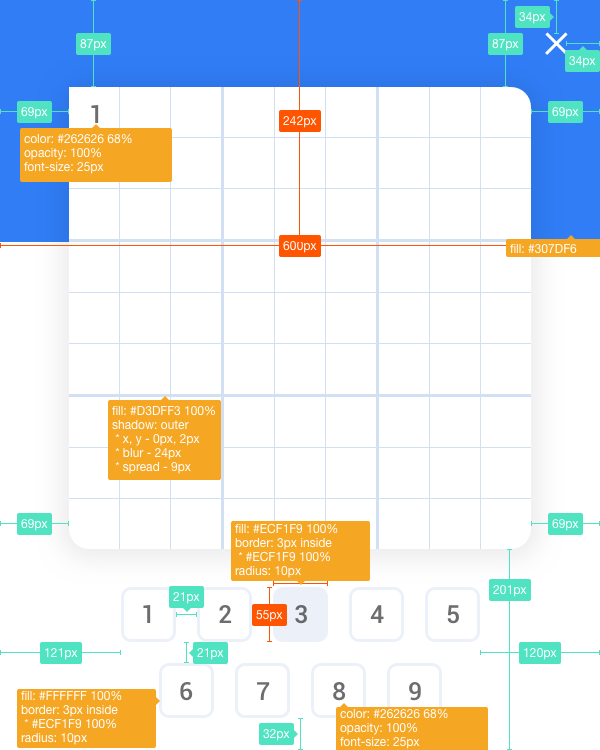 34px
87px
87px
34px
69px
1
242px
69px
color: #262626 68%
opacity: 100%
font-size: 25px
600px
fill: #307DF6
fill: #D3DFF3 100%
shadow: outer
* x, y - 0px, 2px
* blur - 24px
* spread - 9px
69px
69px
fill: #ECF1F9 100%
border: 3px inside
* #ECF1F9 100%
radius: 10px
201px
21px
1 2 3 4 5
55px
121px
21px
120px
6 7 8 9
fill: #FFFFFF 100%
border: 3px inside
* #ECF1F9 100%
radius: 10px
color: #262626 68%
opacity: 100%
font-size: 25px
32px